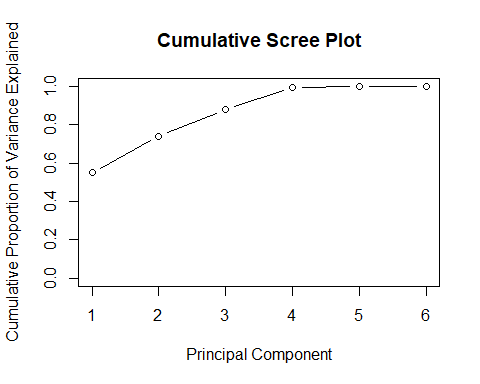 Cumulative Scree Plot
Cumulative Proportion of Variance Explained
1.0
0.8
0.6
0.4
0.2
0.0
1 2 3 4 5 6
Principal Component